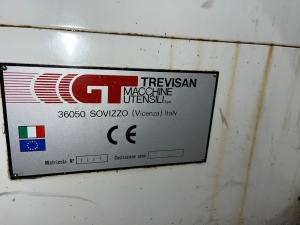 GT TREVISAN
MACCHINE
UTENSILI
36050 SOVIZZO (Vicenza) Italy
CE
Matricola N°